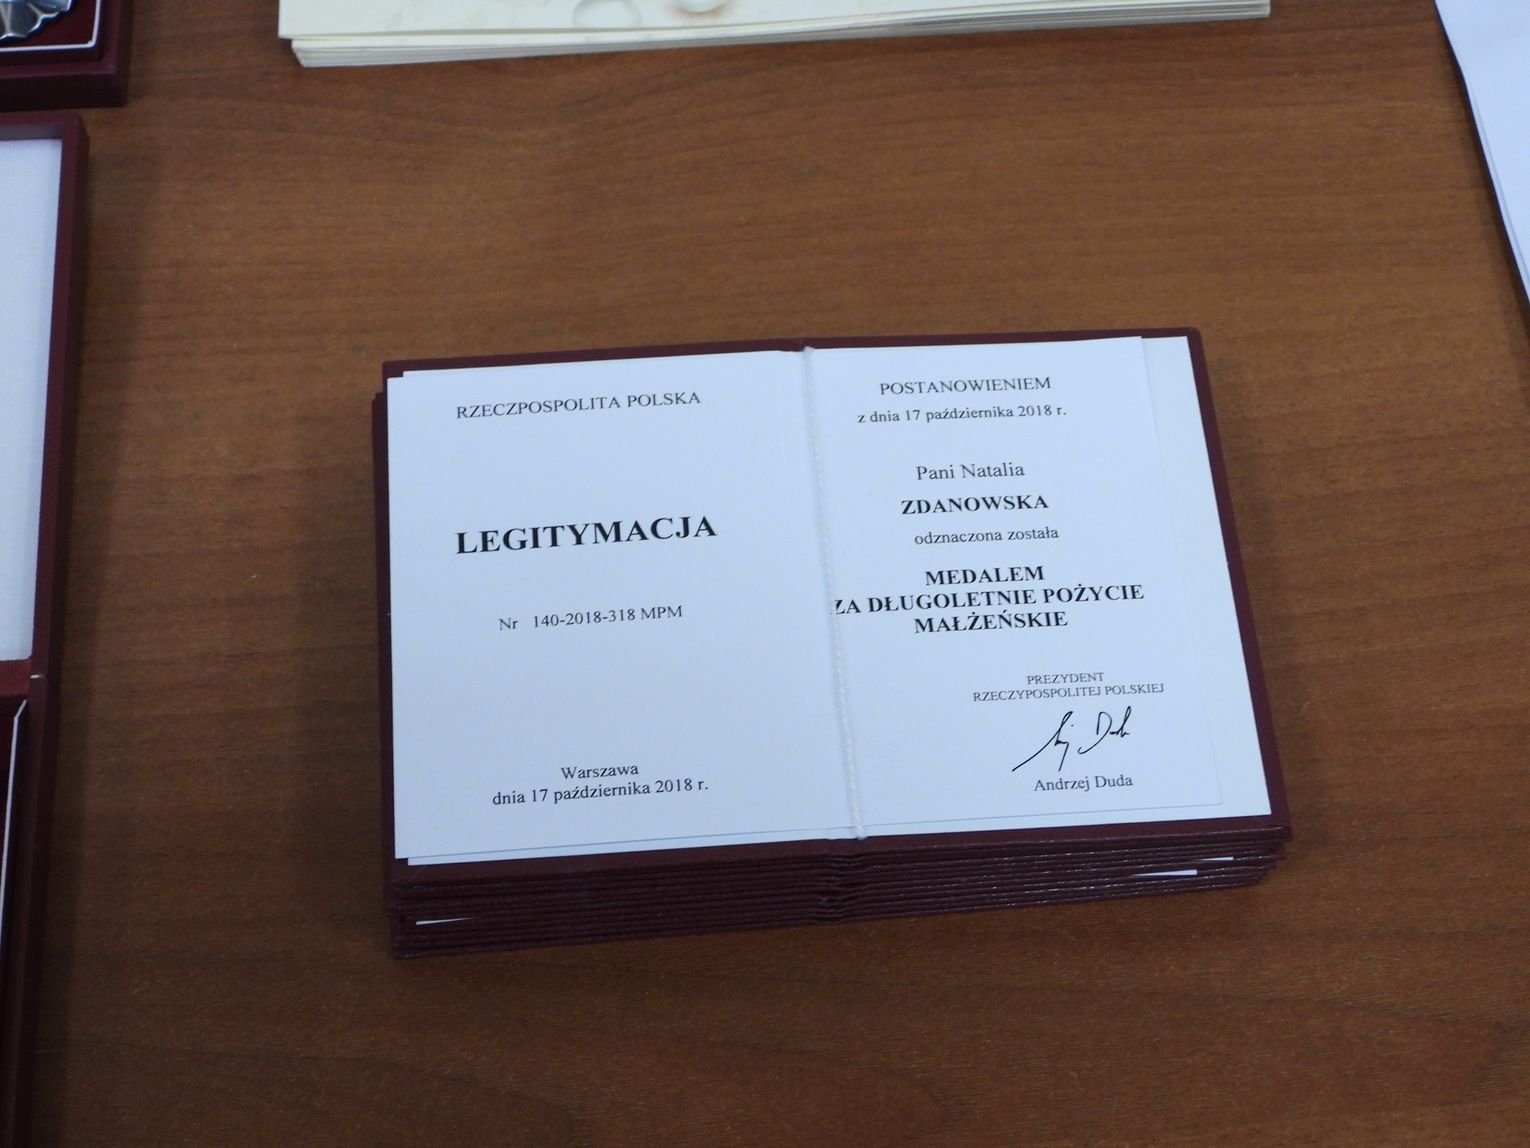 RZECZPOSPOLITA POLSKA
LEGITYMACJA
Nr 140-2018-318 MPM
Warszawa
dnia 17 października 2018 r.
POSTANOWIENIEM
z dnia 17 października 2018 r.
Pani Natalia
ZDANOWSKA
odznaczona została
MEDALEM
ZA DŁUGOLETNIE POŻYCIE
MAŁŻEŃSKIE
PREZYDENT
RZECZYPOSPOLITEJ POLSKIEJ
Andrzej Duda